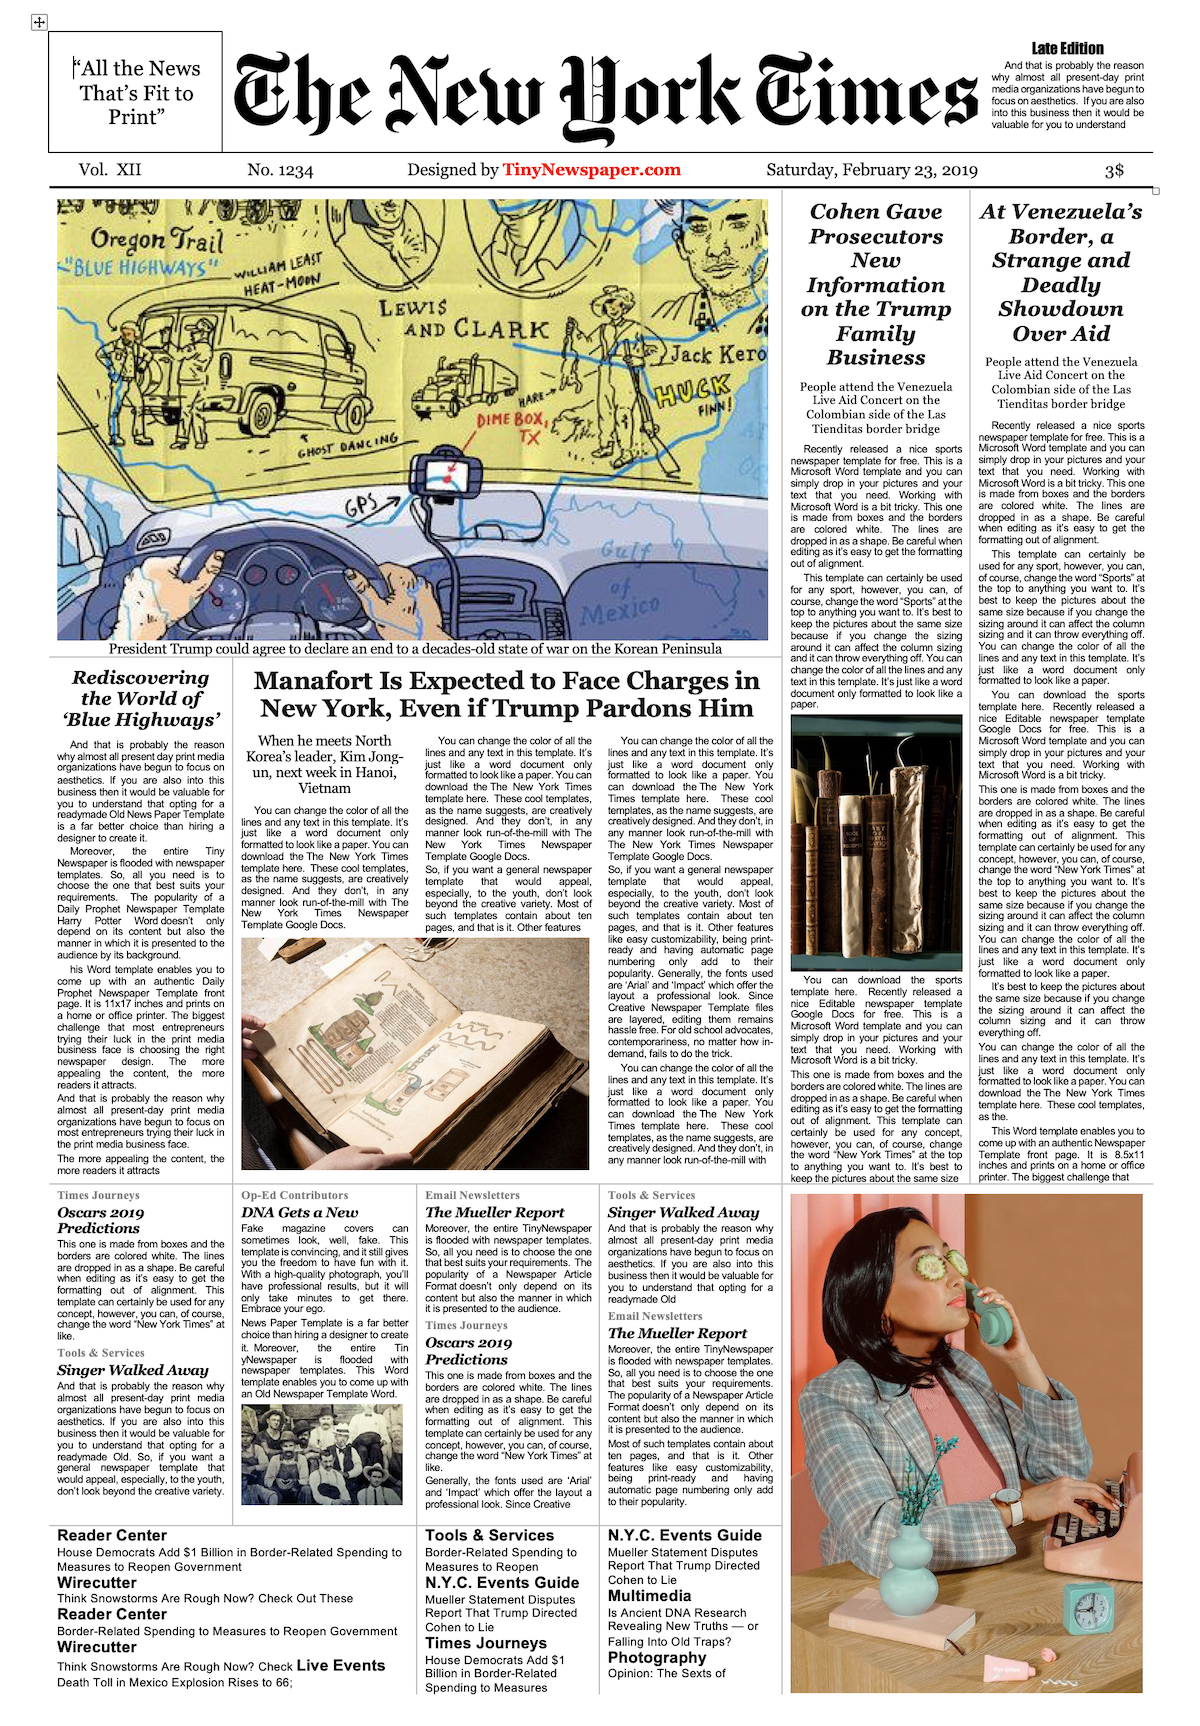 “All the News
That’s Fit to
Print”
The New York Times
Late Edition
And that is probably the reason
why almost all present-day print
media organizations have begun to
focus on aesthetics. If you are also
into this business then it would be
valuable for you to understand
Vol. XII No. 1234 Designed by TinyNewspaper.com Saturday, February 23, 2019 3$
Oregon Trail
"BLUE HIGHWAYS"
WILLIAM LEAST
HEAT-MOON
LEWIS
AND CLARK
Jack Kero
HUCK
FINN!
HARE
DIME BOX,
TX
GHOST DANCING
GPS
Gulf
of
Mexico
President Trump could agree to declare an end to a decades-old state of war on the Korean Peninsula
Rediscovering
the World of
‘Blue Highways’
And that is probably the reason
why almost all present day print media
organizations have begun to focus on
aesthetics. If you are also into this
business then it would be valuable for
you to understand that opting for a
readymade Old News Paper Template
is a far better choice than hiring a
designer to create it.
Moreover, the entire Tiny
Newspaper is flooded with newspaper
templates. So, all you need is to
choose the one that best suits your
requirements. The popularity of a
Daily Prophet Newspaper Template
Harry Potter Word doesn’t only
depend on its content but also the
manner in which it is presented to the
audience by its background.
his Word template enables you to
come up with an authentic Daily
Prophet Newspaper Template front
page. It is 11x17 inches and prints on
a home or office printer. The biggest
challenge that most entrepreneurs
trying their luck in the print media
business face is choosing the right
newspaper design. The more
appealing the content, the more
readers it attracts.
And that is probably the reason why
almost all present-day print media
organizations have begun to focus on
most entrepreneurs trying their luck in
the print media business face.
The more appealing the content, the
more readers it attracts
Manafort Is Expected to Face Charges in
New York, Even if Trump Pardons Him
When he meets North
Korea’s leader, Kim Jong-
un, next week in Hanoi,
Vietnam
You can change the color of all the
lines and any text in this template. It’s
just like a word document only
formatted to look like a paper. You can
download the The New York Times
template here. These cool templates,
as the name suggests, are creatively
designed. And they don’t, in any
manner look run-of-the-mill with The
New York Times Newspaper
Template Google Docs.
You can change the color of all the
lines and any text in this template. It’s
just like a word document only
formatted to look like a paper. You can
download the The New York Times
template here. These cool templates,
as the name suggests, are creatively
designed. And they don’t, in any
manner look run-of-the-mill with The
New York Times Newspaper
Template Google Docs.
So, if you want a general newspaper
template that would appeal,
especially, to the youth, don’t look
beyond the creative variety. Most of
such templates contain about ten
pages, and that is it. Other features
You can change the color of all the
lines and any text in this template. It’s
just like a word document only
formatted to look like a paper. You
can download the The New York
Times template here. These cool
templates, as the name suggests, are
creatively designed. And they don’t, in
any manner look run-of-the-mill with
The New York Times Newspaper
Template Google Docs.
So, if you want a general newspaper
template that would appeal,
especially, to the youth, don’t look
beyond the creative variety. Most of
such templates contain about ten
pages, and that is it. Other features
like easy customizability, being print-
ready and having automatic page
numbering only add to their
popularity. Generally, the fonts used
are ‘Arial’ and ‘Impact’ which offer the
layout a professional look. Since
Creative Newspaper Template files
are layered, editing them remains
hassle free. For old school advocates,
contemporariness, no matter how in-
demand, fails to do the trick.
You can change the color of all the
lines and any text in this template. It’s
just like a word document only
formatted to look like a paper. You
can download the The New York
Times template here. These cool
templates, as the name suggests, are
creatively designed. And they don’t, in
any manner look run-of-the-mill with
Cohen Gave
Prosecutors
New
Information
on the Trump
Family
Business
People attend the Venezuela
Live Aid Concert on the
Colombian side of the Las
Tienditas border bridge
Recently released a nice sports
newspaper template for free. This is a
Microsoft Word template and you can
simply drop in your pictures and your
text that you need. Working with
Microsoft Word is a bit tricky. This one
is made from boxes and the borders
are colored white. The lines are
dropped in as a shape. Be careful when
editing as it’s easy to get the formatting
out of alignment.
This template can certainly be used
for any sport, however, you can, of
course, change the word “Sports” at the
top to anything you want to. It’s best to
keep the pictures about the same size
because if you change the sizing
around it can affect the column sizing
and it can throw everything off. You can
change the color of all the lines and any
text in this template. It’s just like a word
document only formatted to look like a
paper.
You can download the sports
template here. Recently released a
nice Editable newspaper template
Google Docs for free. This is a
Microsoft Word template and you can
simply drop in your pictures and your
text that you need. Working with
Microsoft Word is a bit tricky.
This one is made from boxes and the
borders are colored white. The lines are
dropped in as a shape. Be careful when
editing as it’s easy to get the formatting
out of alignment. This template can
certainly be used for any concept,
however, you can, of course, change
the word “New York Times” at the top
to anything you want to. It’s best to
keep the pictures about the same size
At Venezuela’s
Border, a
Strange and
Deadly
Showdown
Over Aid
People attend the Venezuela
Live Aid Concert on the
Colombian side of the Las
Tienditas border bridge
Recently released a nice sports
newspaper template for free. This is a
Microsoft Word template and you can
simply drop in your pictures and your
text that you need. Working with
Microsoft Word is a bit tricky. This one
is made from boxes and the borders
are colored white. The lines are
dropped in as a shape. Be careful
when editing as it’s easy to get the
formatting out of alignment.
This template can certainly be
used for any sport, however, you can,
of course, change the word “Sports” at
the top to anything you want to. It’s
best to keep the pictures about the
same size because if you change the
sizing around it can affect the column
sizing and it can throw everything off.
You can change the color of all the
lines and any text in this template. It’s
just like a word document only
formatted to look like a paper.
You can download the sports
template here. Recently released a
nice Editable newspaper template
Google Docs for free. This is a
Microsoft Word template and you can
simply drop in your pictures and your
text that you need. Working with
Microsoft Word is a bit tricky.
This one is made from boxes and the
borders are colored white. The lines
are dropped in as a shape. Be careful
when editing as it’s easy to get the
formatting out of alignment. This
template can certainly be used for any
concept, however, you can, of course,
change the word “New York Times” at
the top to anything you want to. It’s
best to keep the pictures about the
same size because if you change the
sizing around it can affect the column
sizing and it can throw everything off.
You can change the color of all the
lines and any text in this template. It’s
just like a word document only
formatted to look like a paper.
It’s best to keep the pictures about
the same size because if you change
the sizing around it can affect the
column sizing and it can throw
everything off.
You can change the color of all the
lines and any text in this template. It’s
just like a word document only
formatted to look like a paper. You can
download the The New York Times
template here. These cool templates,
as the.
This Word template enables you to
come up with an authentic Newspaper
Template front page. It is 8.5x11
inches and prints on a home or office
printer. The biggest challenge that
Times Journeys
Oscars 2019
Predictions
This one is made from boxes and the
borders are colored white. The lines
are dropped in as a shape. Be careful
when editing as it’s easy to get the
formatting out of alignment. This
template can certainly be used for any
concept, however, you can, of course,
change the word “New York Times” at
like.
Tools & Services
Singer Walked Away
And that is probably the reason why
almost all present-day print media
organizations have begun to focus on
aesthetics. If you are also into this
business then it would be valuable for
you to understand that opting for a
readymade Old. So, if you want a
general newspaper template that
would appeal, especially, to the youth,
don’t look beyond the creative variety.
Op-Ed Contributors
DNA Gets a New
Fake magazine covers can
sometimes look, well, fake. This
template is convincing, and it still gives
you the freedom to have fun with it.
With a high-quality photograph, you’ll
have professional results, but it will
only take minutes to get there.
Embrace your ego.
News Paper Template is a far better
choice than hiring a designer to create
it. Moreover, the entire Tin
yNewspaper is flooded with
newspaper templates. This Word
template enables you to come up with
an Old Newspaper Template Word.
Email Newsletters
The Mueller Report
Moreover, the entire TinyNewspaper
is flooded with newspaper templates.
So, all you need is to choose the one
that best suits your requirements. The
popularity of a Newspaper Article
Format doesn’t only depend on its
content but also the manner in which
it is presented to the audience.
Times Journeys
Oscars 2019
Predictions
This one is made from boxes and the
borders are colored white. The lines
are dropped in as a shape. Be careful
when editing as it’s easy to get the
formatting out of alignment. This
template can certainly be used for any
concept, however, you can, of course,
change the word “New York Times” at
like.
Generally, the fonts used are ‘Arial’
and ‘Impact’ which offer the layout a
professional look. Since Creative
Tools & Services
Singer Walked Away
And that is probably the reason why
almost all present-day print media
organizations have begun to focus on
aesthetics. If you are also into this
business then it would be valuable for
you to understand that opting for a
readymade Old
Email Newsletters
The Mueller Report
Moreover, the entire TinyNewspaper
is flooded with newspaper templates.
So, all you need is to choose the one
that best suits your requirements.
The popularity of a Newspaper Article
Format doesn’t only depend on its
content but also the manner in which
it is presented to the audience.
Most of such templates contain about
ten pages, and that is it. Other
features like easy customizability,
being print-ready and having
automatic page numbering only add
to their popularity.
Reader Center
House Democrats Add $1 Billion in Border-Related Spending to
Measures to Reopen Government
Wirecutter
Think Snowstorms Are Rough Now? Check Out These
Reader Center
Border-Related Spending to Measures to Reopen Government
Wirecutter
Think Snowstorms Are Rough Now? Check Live Events
Death Toll in Mexico Explosion Rises to 66;
Tools & Services
Border-Related Spending to
Measures to Reopen
N.Y.C. Events Guide
Mueller Statement Disputes
Report That Trump Directed
Cohen to Lie
Times Journeys
House Democrats Add $1
Billion in Border-Related
Spending to Measures
N.Y.C. Events Guide
Mueller Statement Disputes
Report That Trump Directed
Cohen to Lie
Multimedia
Is Ancient DNA Research
Revealing New Truths — or
Falling Into Old Traps?
Photography
Opinion: The Sexts of